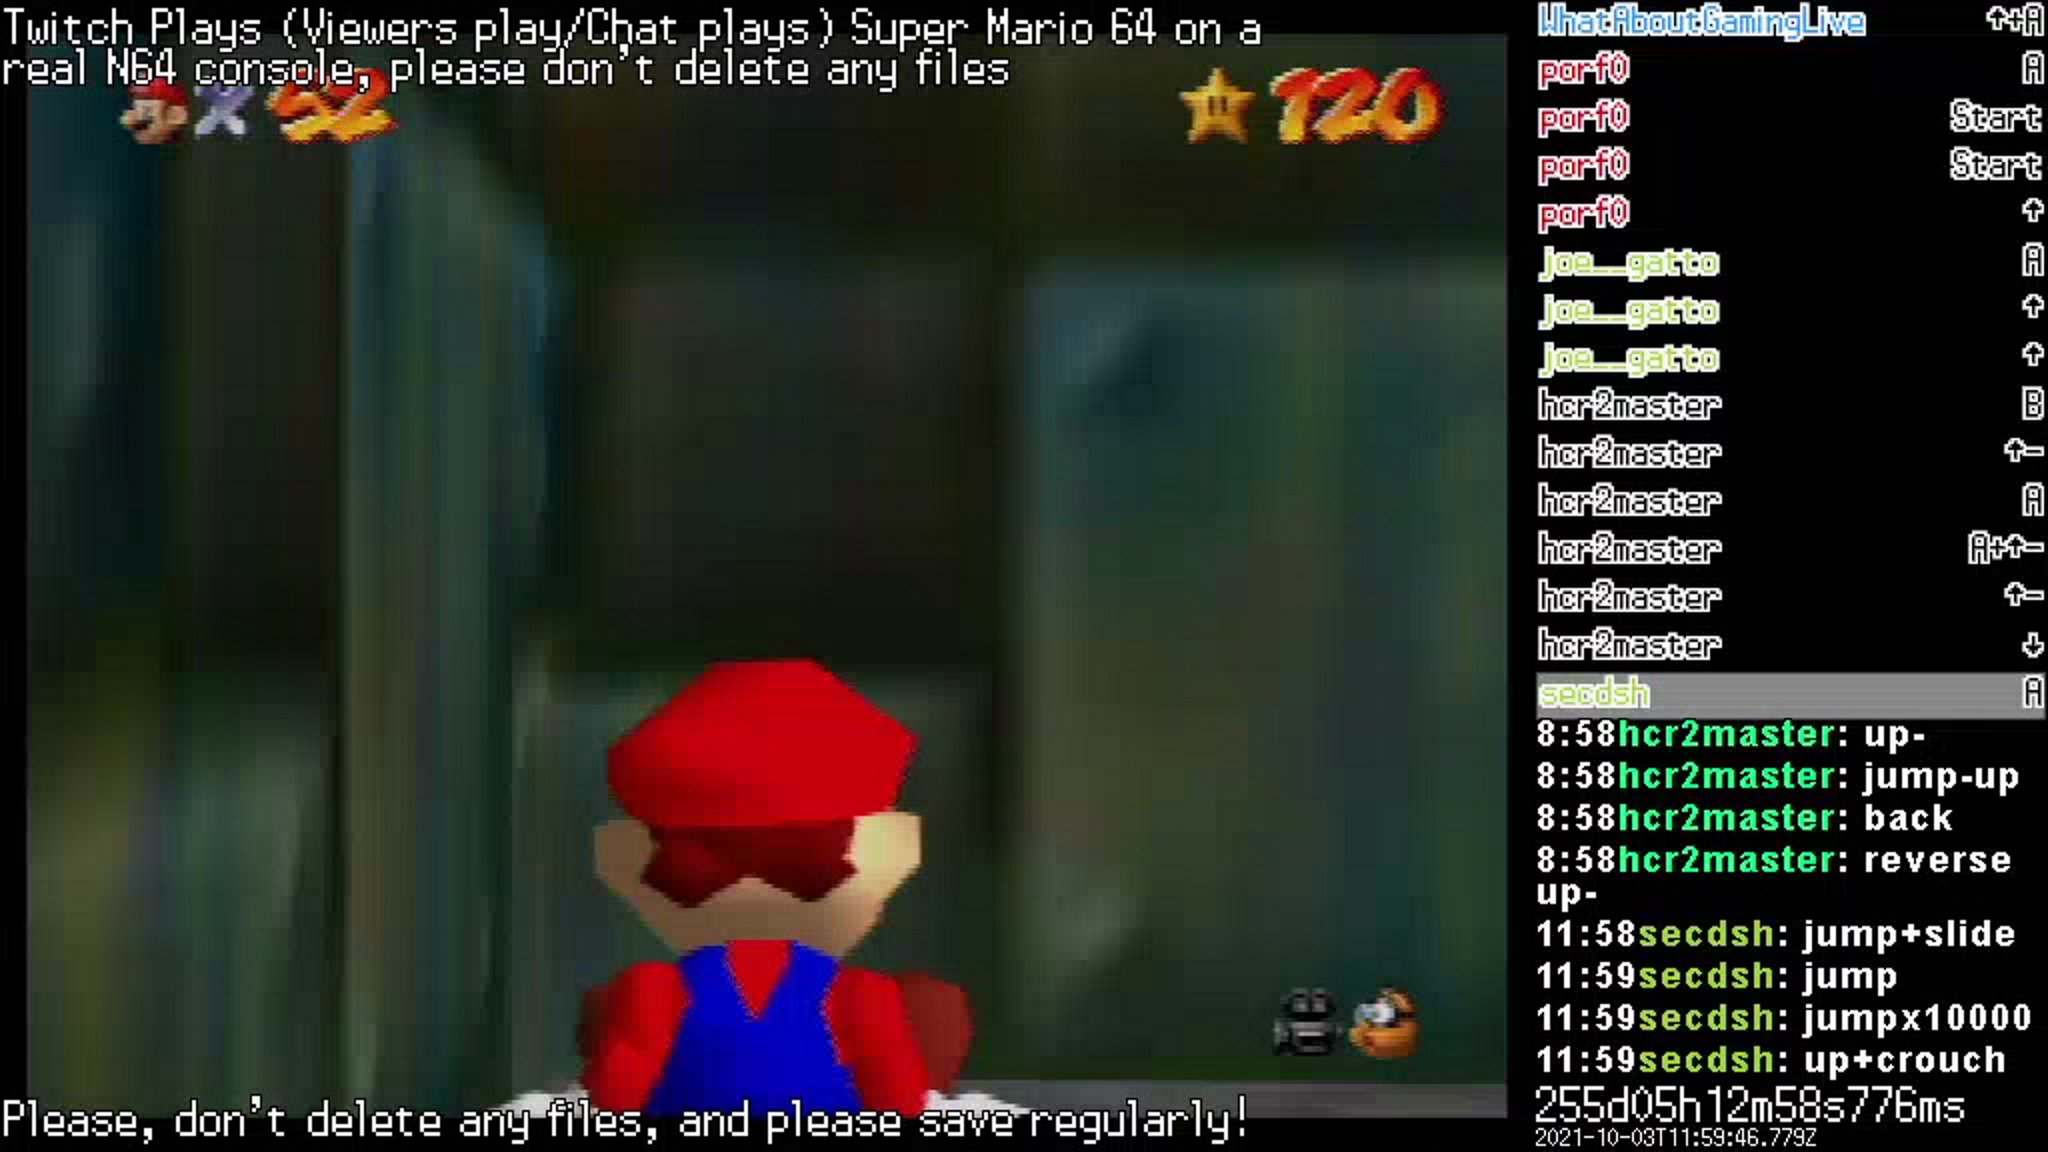 Twitch Plays (Viewers play/Chat plays) Super Mario 64 on a
real N64 console, please don't delete any files
x 52
120
WhatAboutGamingLive ↑+A
porf0 A
porf0 Start
porf0 Start
porf0 ↑
joe__gatto A
joe__gatto ↑
joe__gatto ↑
hcr2master B
hcr2master ↑-
hcr2master A
hcr2master A+↑-
hcr2master ↑-
hcr2master ↓
secdsh A
8:58hcr2master: up-
8:58hcr2master: jump-up
8:58hcr2master: back
8:58hcr2master: reverse
up-
11:58secdsh: jump+slide
11:59secdsh: jump
11:59secdsh: jumpx10000
11:59secdsh: up+crouch
255d05h12m58s776ms
2021-10-03T11:59:46.779Z
Please, don't delete any files, and please save regularly!